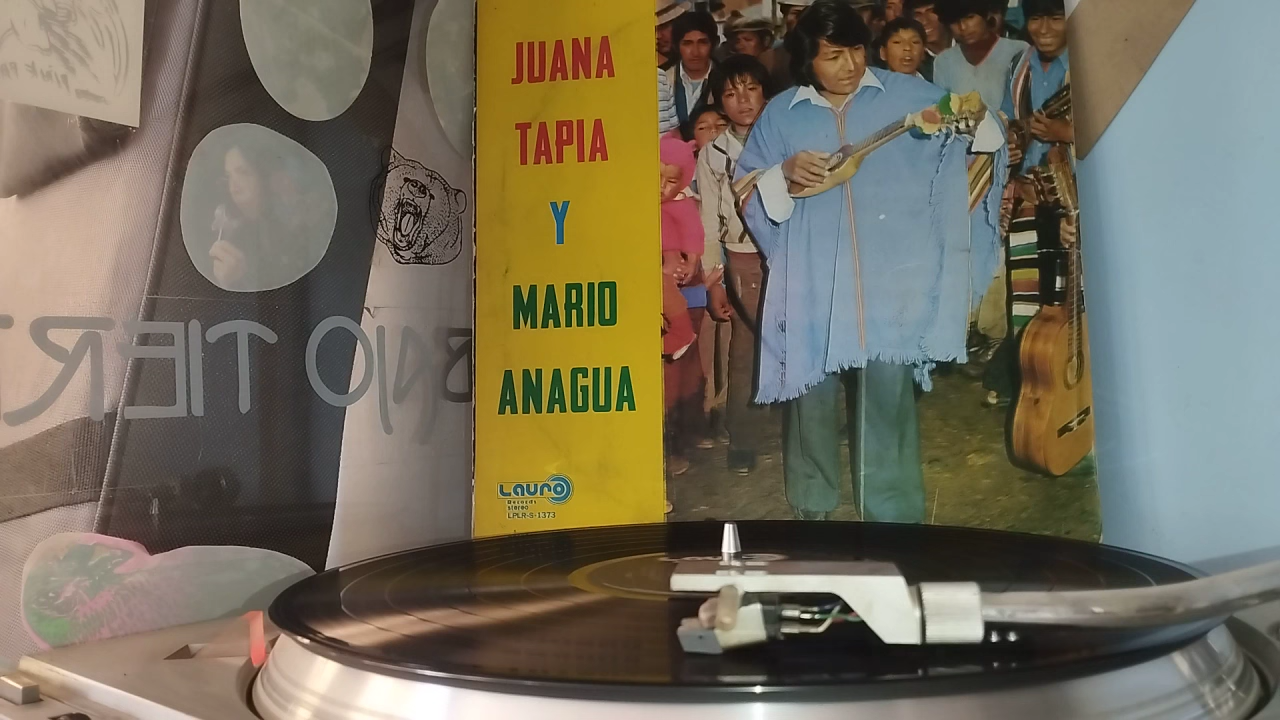 JUANA
TAPIA
Y
MARIO
ANAGUA
Lauro
Records
stereo
LPLR-S-1373